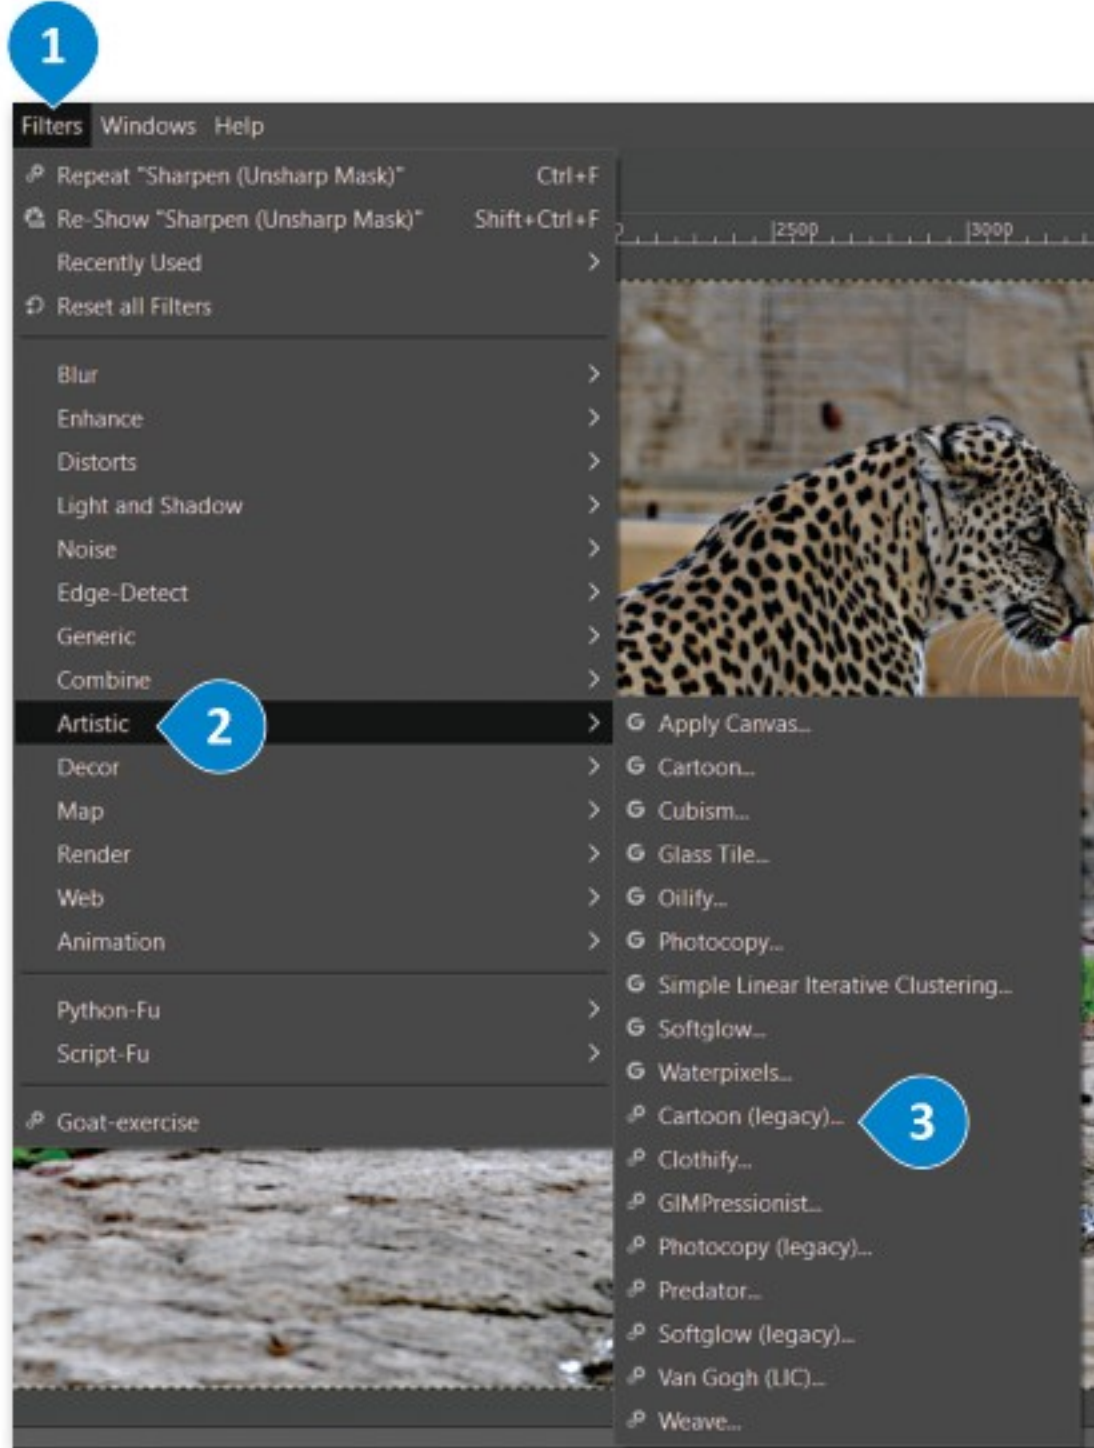 1
Filters Windows Help
Repeat "Sharpen (Unsharp Mask)" Ctrl+F
Re-Show "Sharpen (Unsharp Mask)" Shift+Ctrl+F
Recently Used
Reset all Filters
2500 3000
Blur
Enhance
Distorts
Light and Shadow
Noise
Edge-Detect
Generic
Combine
Artistic
2
Decor
Map
Render
Web
Animation
Python-Fu
Script-Fu
Goat-exercise
Apply Canvas...
Cartoon...
Cubism...
Glass Tile...
Oilify...
Photocopy...
Simple Linear Iterative Clustering...
Softglow...
Waterpixels...
Cartoon (legacy)...
3
Clothify...
GIMPressionist...
Photocopy (legacy)...
Predator...
Softglow (legacy)...
Van Gogh (LIC)...
Weave...